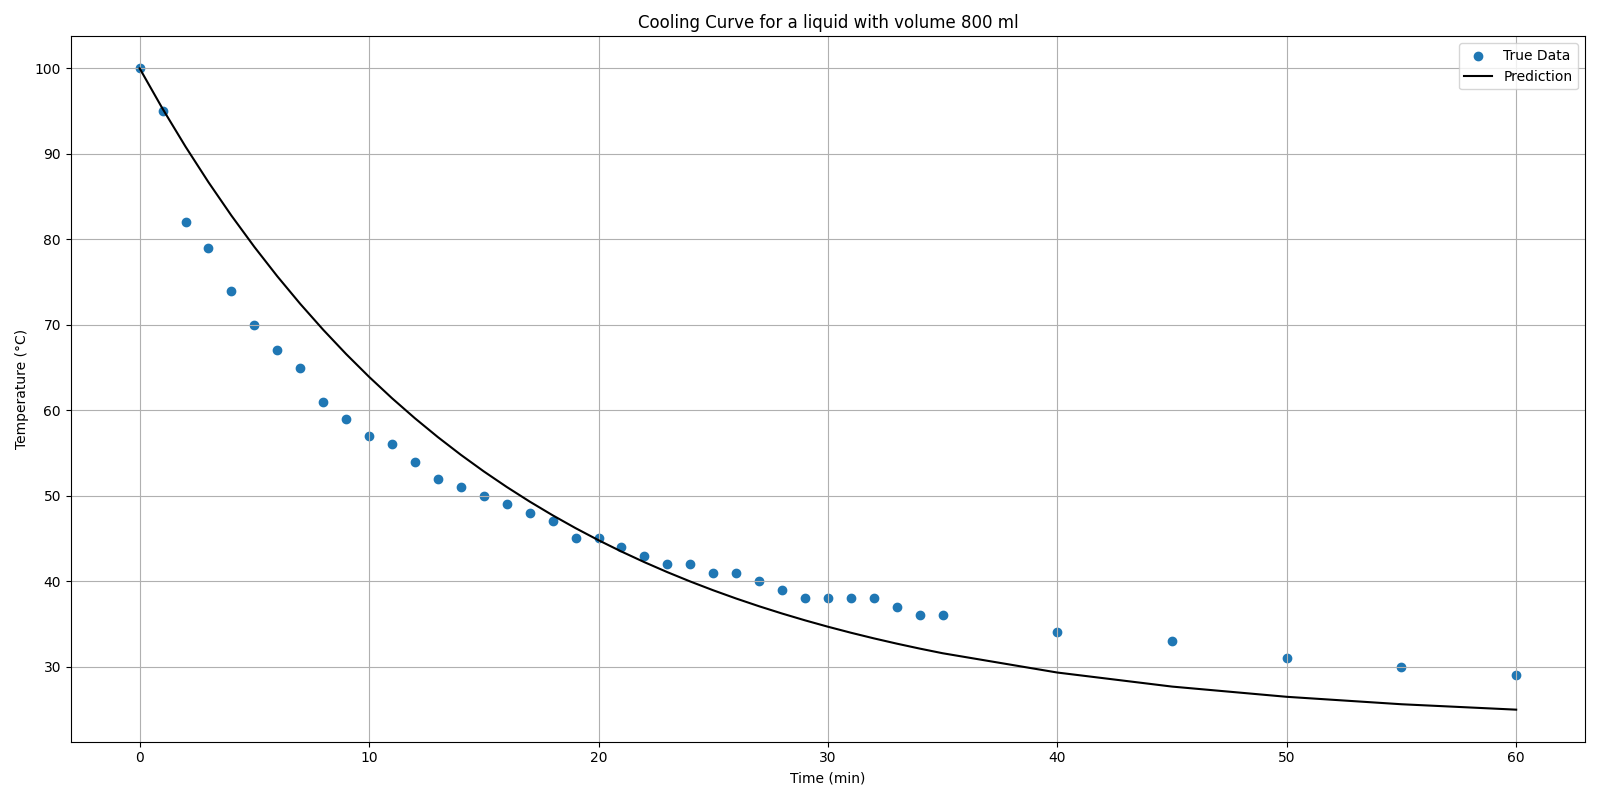 Cooling Curve for a liquid with volume 800 ml
True Data
Prediction
100
90
80
70
60
50
40
30
Temperature (°C)
0 10 20 30 40 50 60
Time (min)